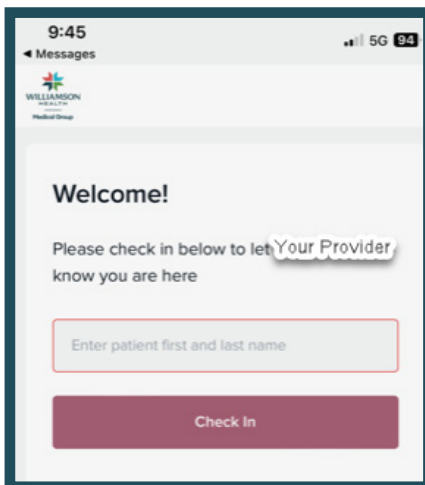 9:45
5G 94
◀ Messages
WILLIAMSON
HEALTH
Medical Group
Welcome!
Please check in below to let Your Provider
know you are here
Enter patient first and last name
Check In